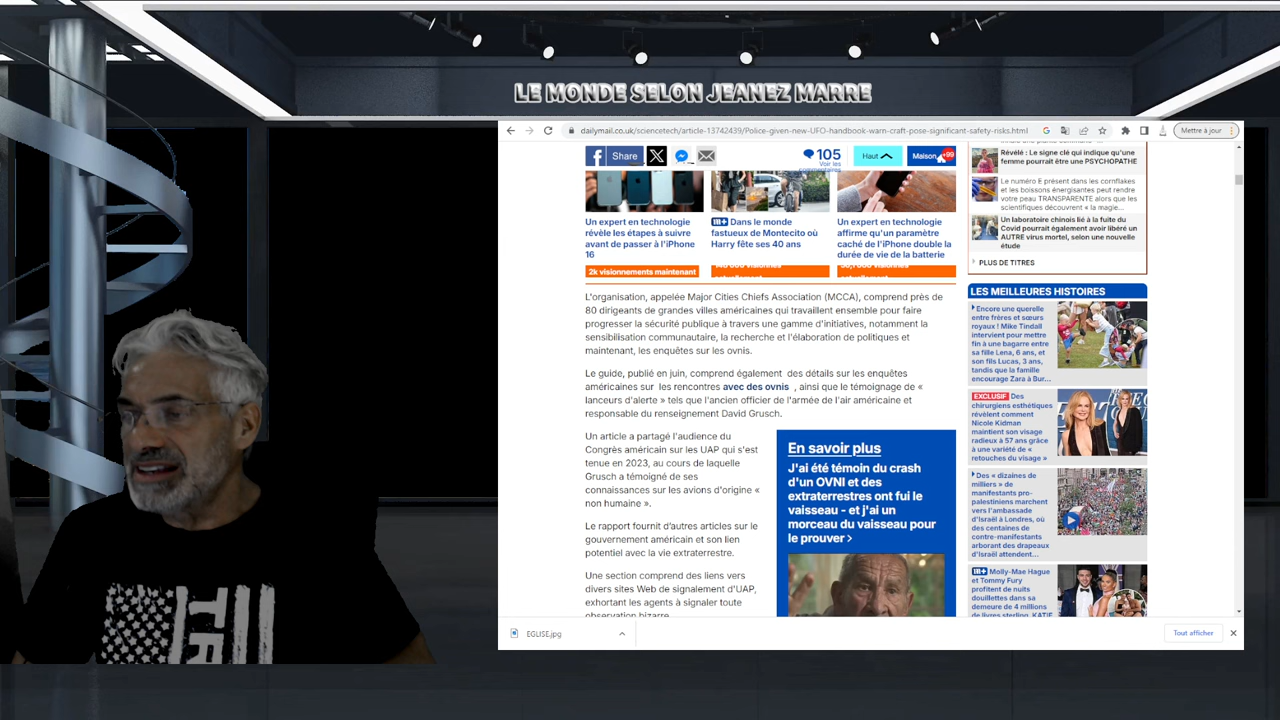 LE MONDE SELON JEANEZ MARRE
dailymail.co.uk/sciencetech/article-13742439/Police-given-new-UFO-handbook-warn-craft-pose-significant-safety-risks.html
Mettre à jour
Share
105
Voir les
commentaires
Haut
Maison
+99
Un expert en technologie
révèle les étapes à suivre
avant de passer à l'iPhone
16
2k visionnements maintenant
Dans le monde
fastueux de Montecito où
Harry fête ses 40 ans
Un expert en technologie
affirme qu'un paramètre
caché de l'iPhone double la
durée de vie de la batterie
L'organisation, appelée Major Cities Chiefs Association (MCCA), comprend près de
80 dirigeants de grandes villes américaines qui travaillent ensemble pour faire
progresser la sécurité publique à travers une gamme d'initiatives, notamment la
sensibilisation communautaire, la recherche et l'élaboration de politiques et
maintenant, les enquêtes sur les ovnis.
Le guide, publié en juin, comprend également des détails sur les enquêtes
américaines sur les rencontres avec des ovnis , ainsi que le témoignage de «
lanceurs d'alerte » tels que l'ancien officier de l'armée de l'air américaine et
responsable du renseignement David Grusch.
Un article a partagé l'audience du
Congrès américain sur les UAP qui s'est
tenue en 2023, au cours de laquelle
Grusch a témoigné de ses
connaissances sur les avions d'origine «
non humaine ».
Le rapport fournit d'autres articles sur le
gouvernement américain et son lien
potentiel avec la vie extraterrestre.
Une section comprend des liens vers
divers sites Web de signalement d'UAP,
exhortant les agents à signaler toute
observation bizarre
En savoir plus
J'ai été témoin du crash
d'un OVNI et des
extraterrestres ont fui le
vaisseau - et j'ai un
morceau du vaisseau pour
le prouver >
Révélé : Le signe clé qui indique qu'une
femme pourrait être une PSYCHOPATHE
Le numéro E présent dans les cornflakes
et les boissons énergisantes peut rendre
votre peau TRANSPARENTE alors que les
scientifiques découvrent « la magie...
Un laboratoire chinois lié à la fuite du
Covid pourrait également avoir libéré un
AUTRE virus mortel, selon une nouvelle
étude
PLUS DE TITRES
LES MEILLEURES HISTOIRES
Encore une querelle
entre frères et sœurs
royaux ! Mike Tindall
intervient pour mettre
fin à une bagarre entre
sa fille Lena, 6 ans, et
son fils Lucas, 3 ans,
tandis que la famille
encourage Zara à Bur...
EXCLUSIF Des
chirurgiens esthétiques
révèlent comment
Nicole Kidman
maintient son visage
radieux à 57 ans grâce
à une variété de «
retouches du visage »
Des « dizaines de
milliers » de
manifestants pro-
palestiniens marchent
vers l'ambassade
d'Israël à Londres, où
des centaines de
contre-manifestants
arborant des drapeaux
d'Israël attendent...
Molly-Mae Hague
et Tommy Fury
profitent de nuits
douillettes dans sa
demeure de 4 millions
de livres sterling, KATIE
EGLISE.jpg
Tout afficher